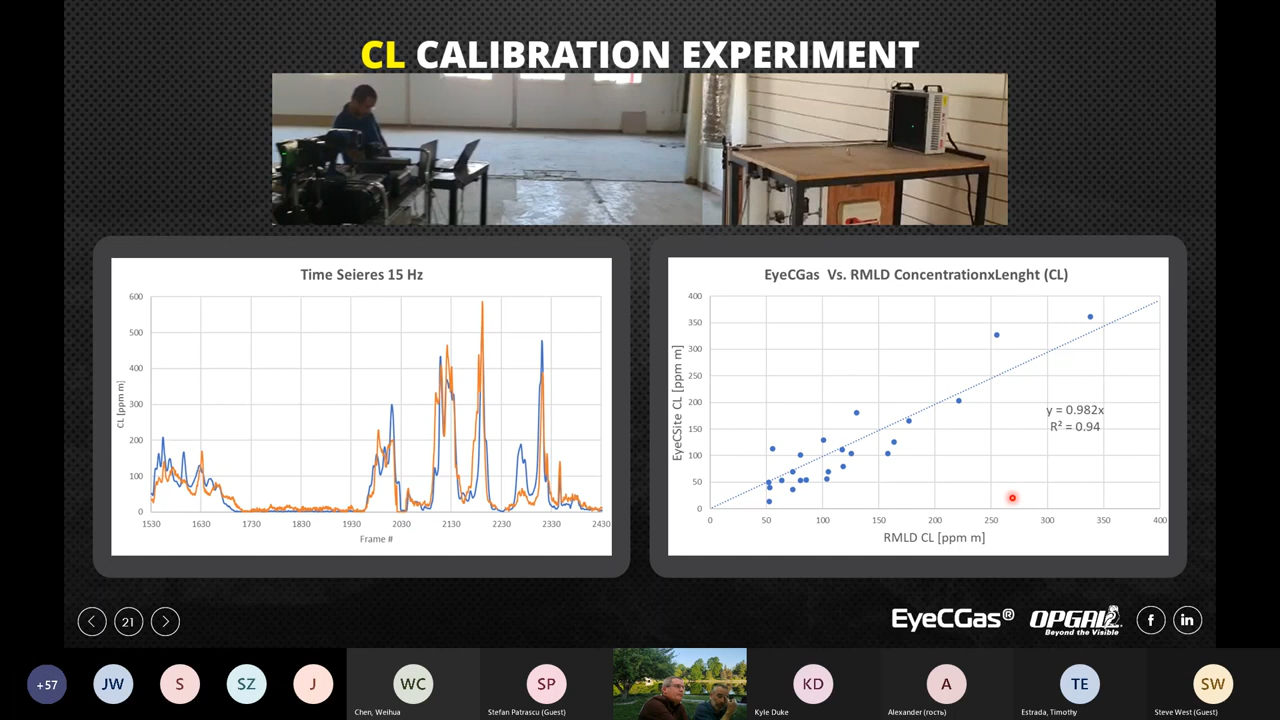 CL CALIBRATION EXPERIMENT
Time Seieres 15 Hz
600
500
400
300
200
100
0
CL [ppm m]
1530 1630 1730 1830 1930 2030 2130 2230 2330 2430
Frame #
EyeCGas Vs. RMLD ConcentrationxLenght (CL)
400
350
300
250
200
150
100
50
0
EyeCSite CL [ppm m]
y = 0.982x
R² = 0.94
0 50 100 150 200 250 300 350 400
RMLD CL [ppm m]
21
EyeCGas® OPGAL
Beyond the Visible
f in
+57 JW S SZ J WC SP KD A TE SW
Chen, Weihua Stefan Patrascu (Guest) Kyle Duke Alexander (гость) Estrada, Timothy Steve West (Guest)